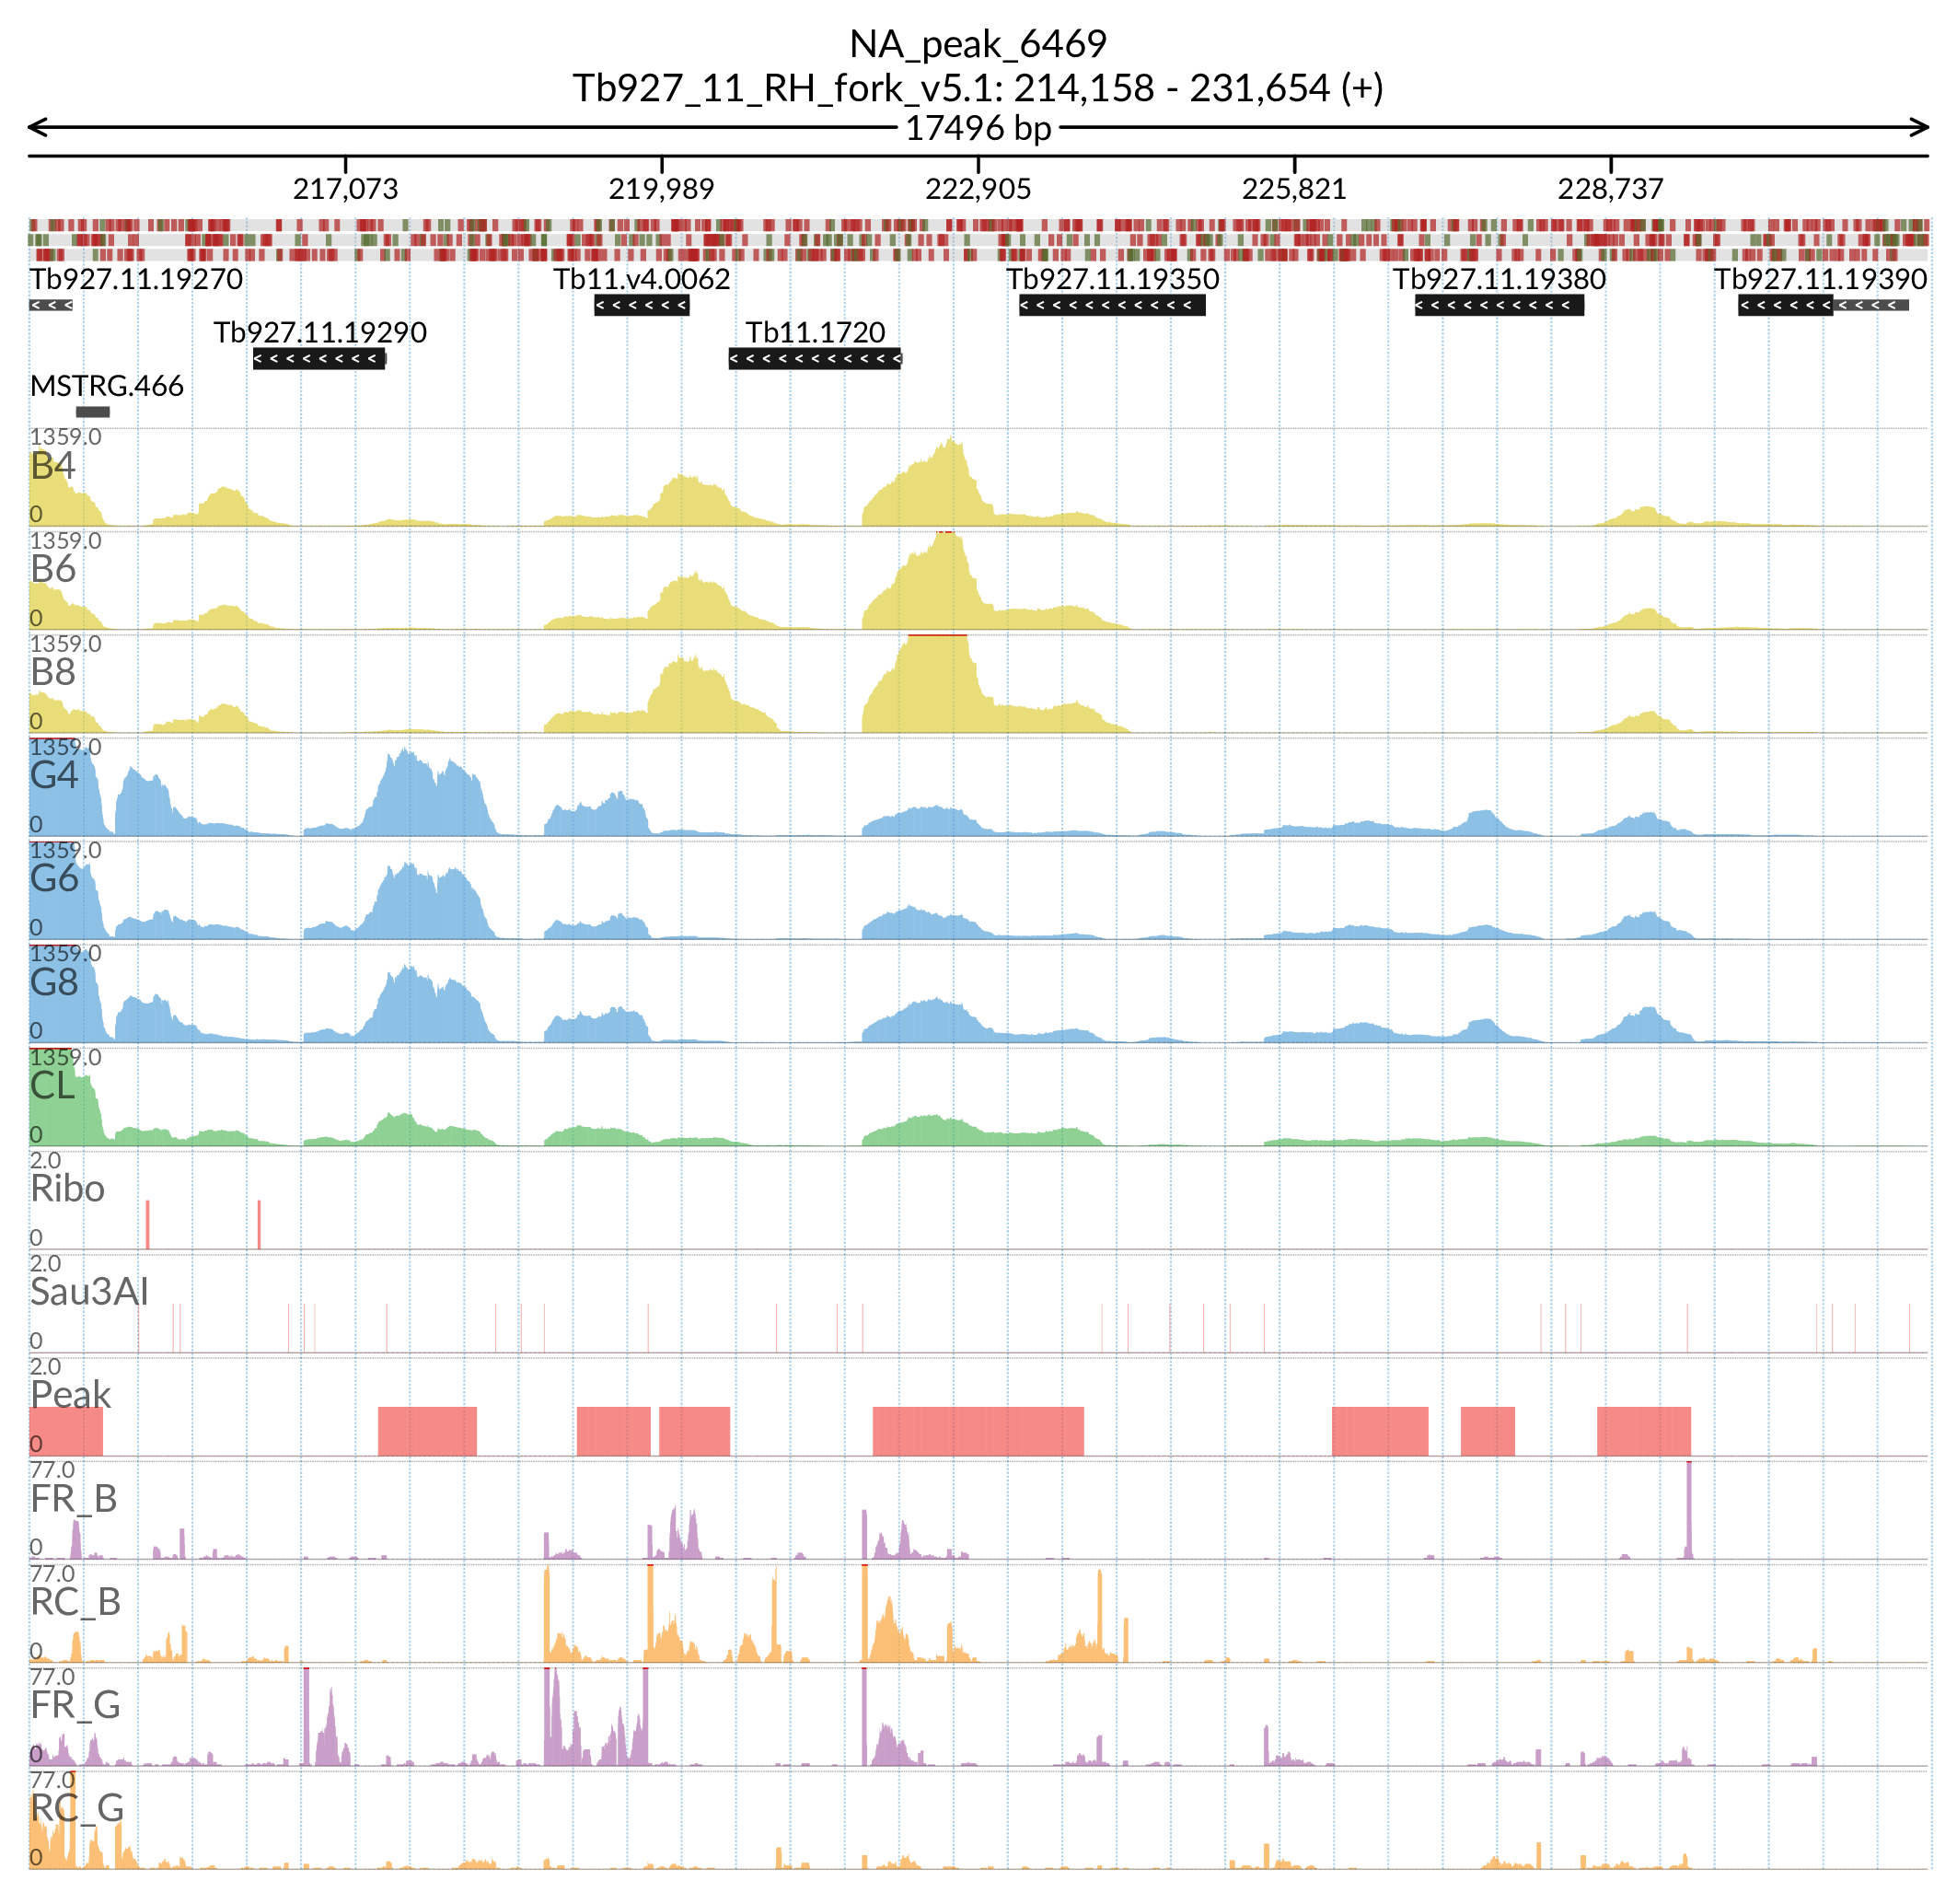 NA_peak_6469
Tb927_11_RH_fork_v5.1: 214,158 - 231,654 (+)
17496 bp
217,073 219,989 222,905 225,821 228,737
Tb927.11.19270 Tb11.v4.0062 Tb927.11.19350 Tb927.11.19380 Tb927.11.19390
Tb927.11.19290 Tb11.1720
MSTRG.466
1359.0
B4
0
1359.0
B6
0
1359.0
B8
0
1359.0
G4
0
1359.0
G6
0
1359.0
G8
0
1359.0
CL
0
2.0
Ribo
0
2.0
Sau3AI
0
2.0
Peak
0
77.0
FR_B
0
77.0
RC_B
0
77.0
FR_G
0
77.0
RC_G
0